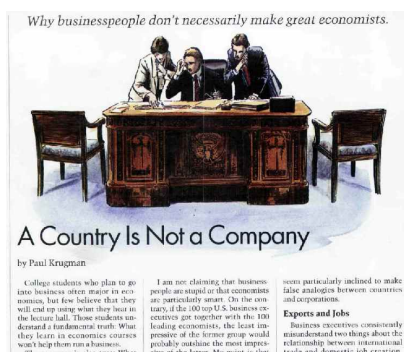 Why businesspeople don't necessarily make great economists.
A Country Is Not a Company
by Paul Krugman
College students who plan to go
into business often major in eco-
nomics, but few believe that they
will end up using what they hear in
the lecture hall. Those students un-
derstand a fundamental truth: What
they learn in economics courses
won't help them run a business.
I am not claiming that business-
people are stupid or that economists
are particularly smart. On the con-
trary, if the 100 top U.S. business ex-
ecutives got together with the 100
leading economists, the least im-
pressive of the former group would
probably outshine the most impres-
seem particularly inclined to make
false analogies between countries
and corporations.
Exports and Jobs
Business executives consistently
misunderstand two things about the
relationship between international
trade and domestic job creation.